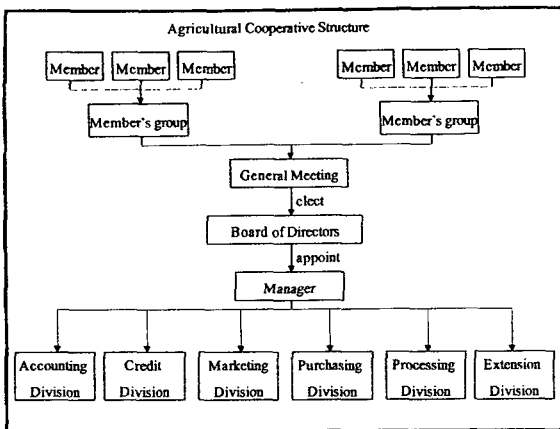 Agricultural Cooperative Structure
Member Member Member Member Member Member
Member's group Member's group
General Meeting
elect
Board of Directors
appoint
Manager
Accounting Credit Marketing Purchasing Processing Extension
Division Division Division Division Division Division